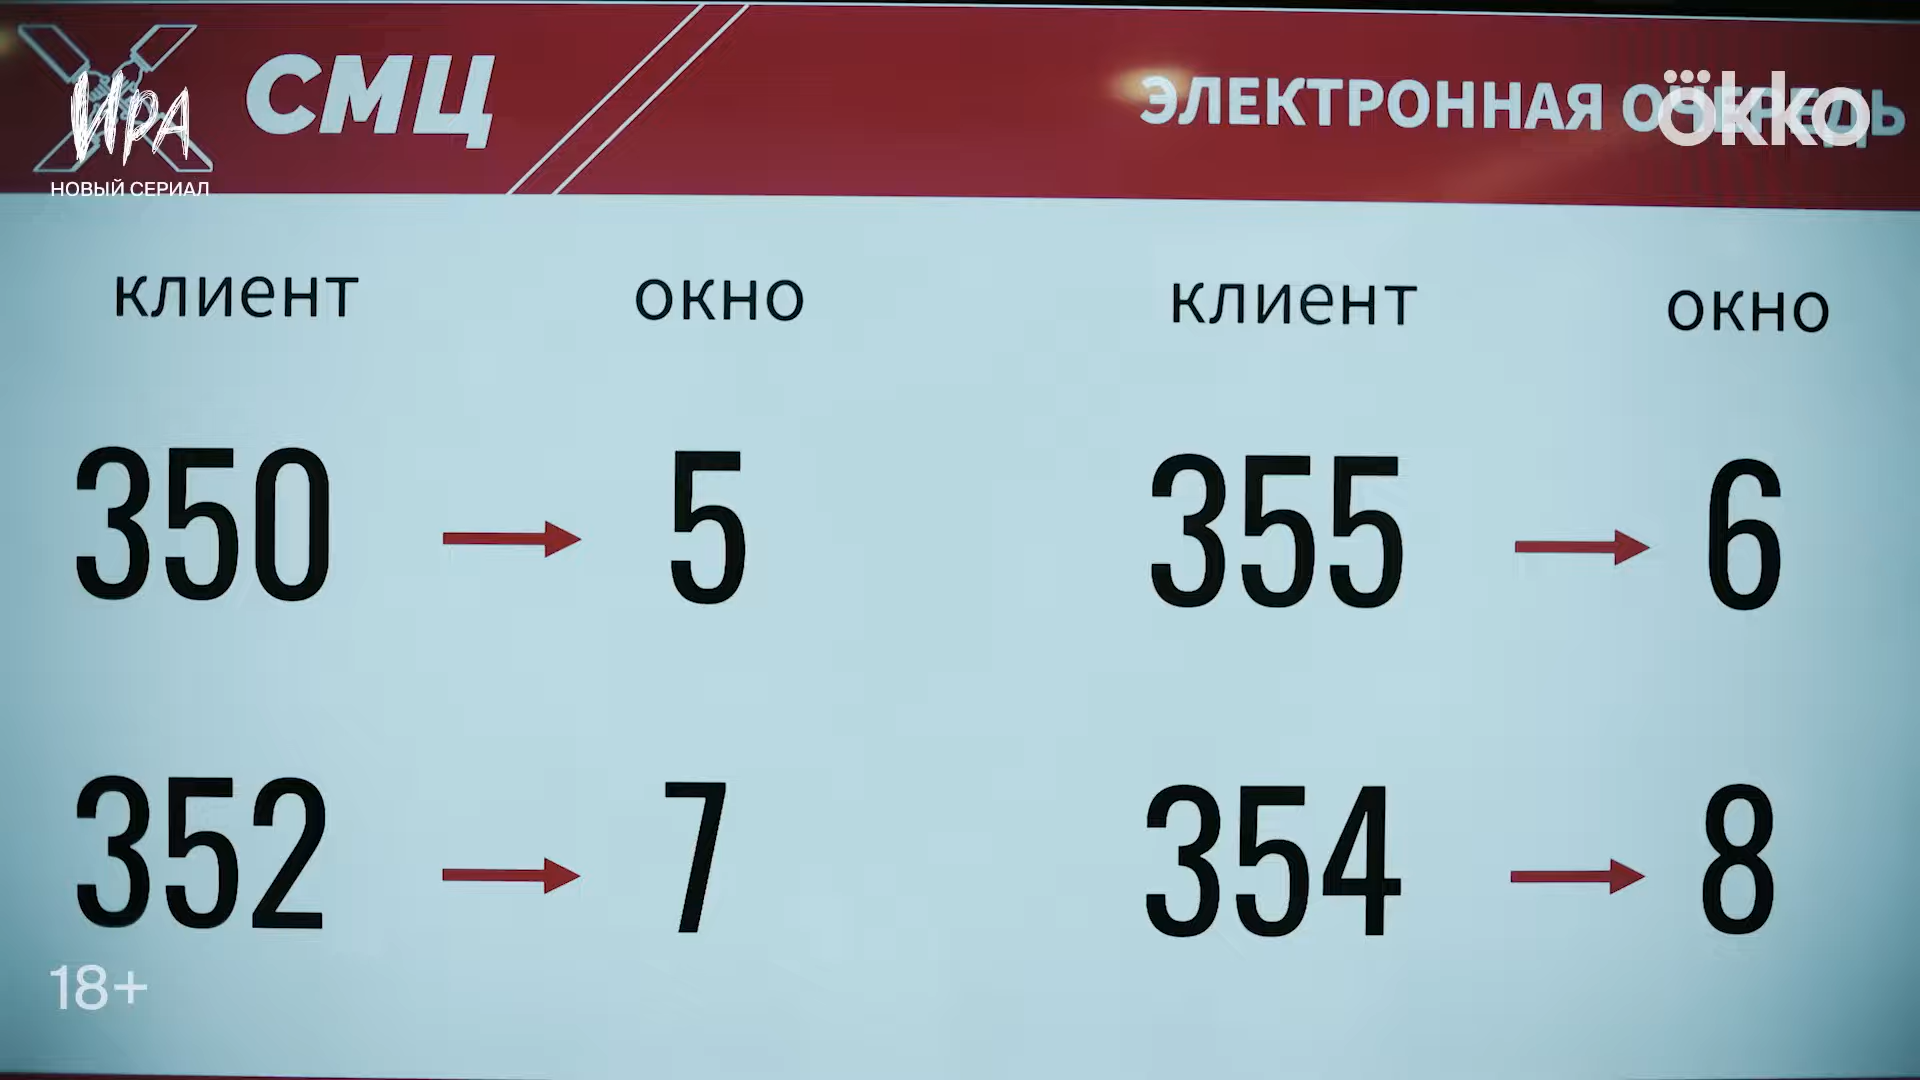 СМЦ
ЭЛЕКТРОННАЯ ОЧЕРЕДЬ
okko
Ира
НОВЫЙ СЕРИАЛ
клиент окно клиент окно
350 5 355 6
352 7 354 8
18+